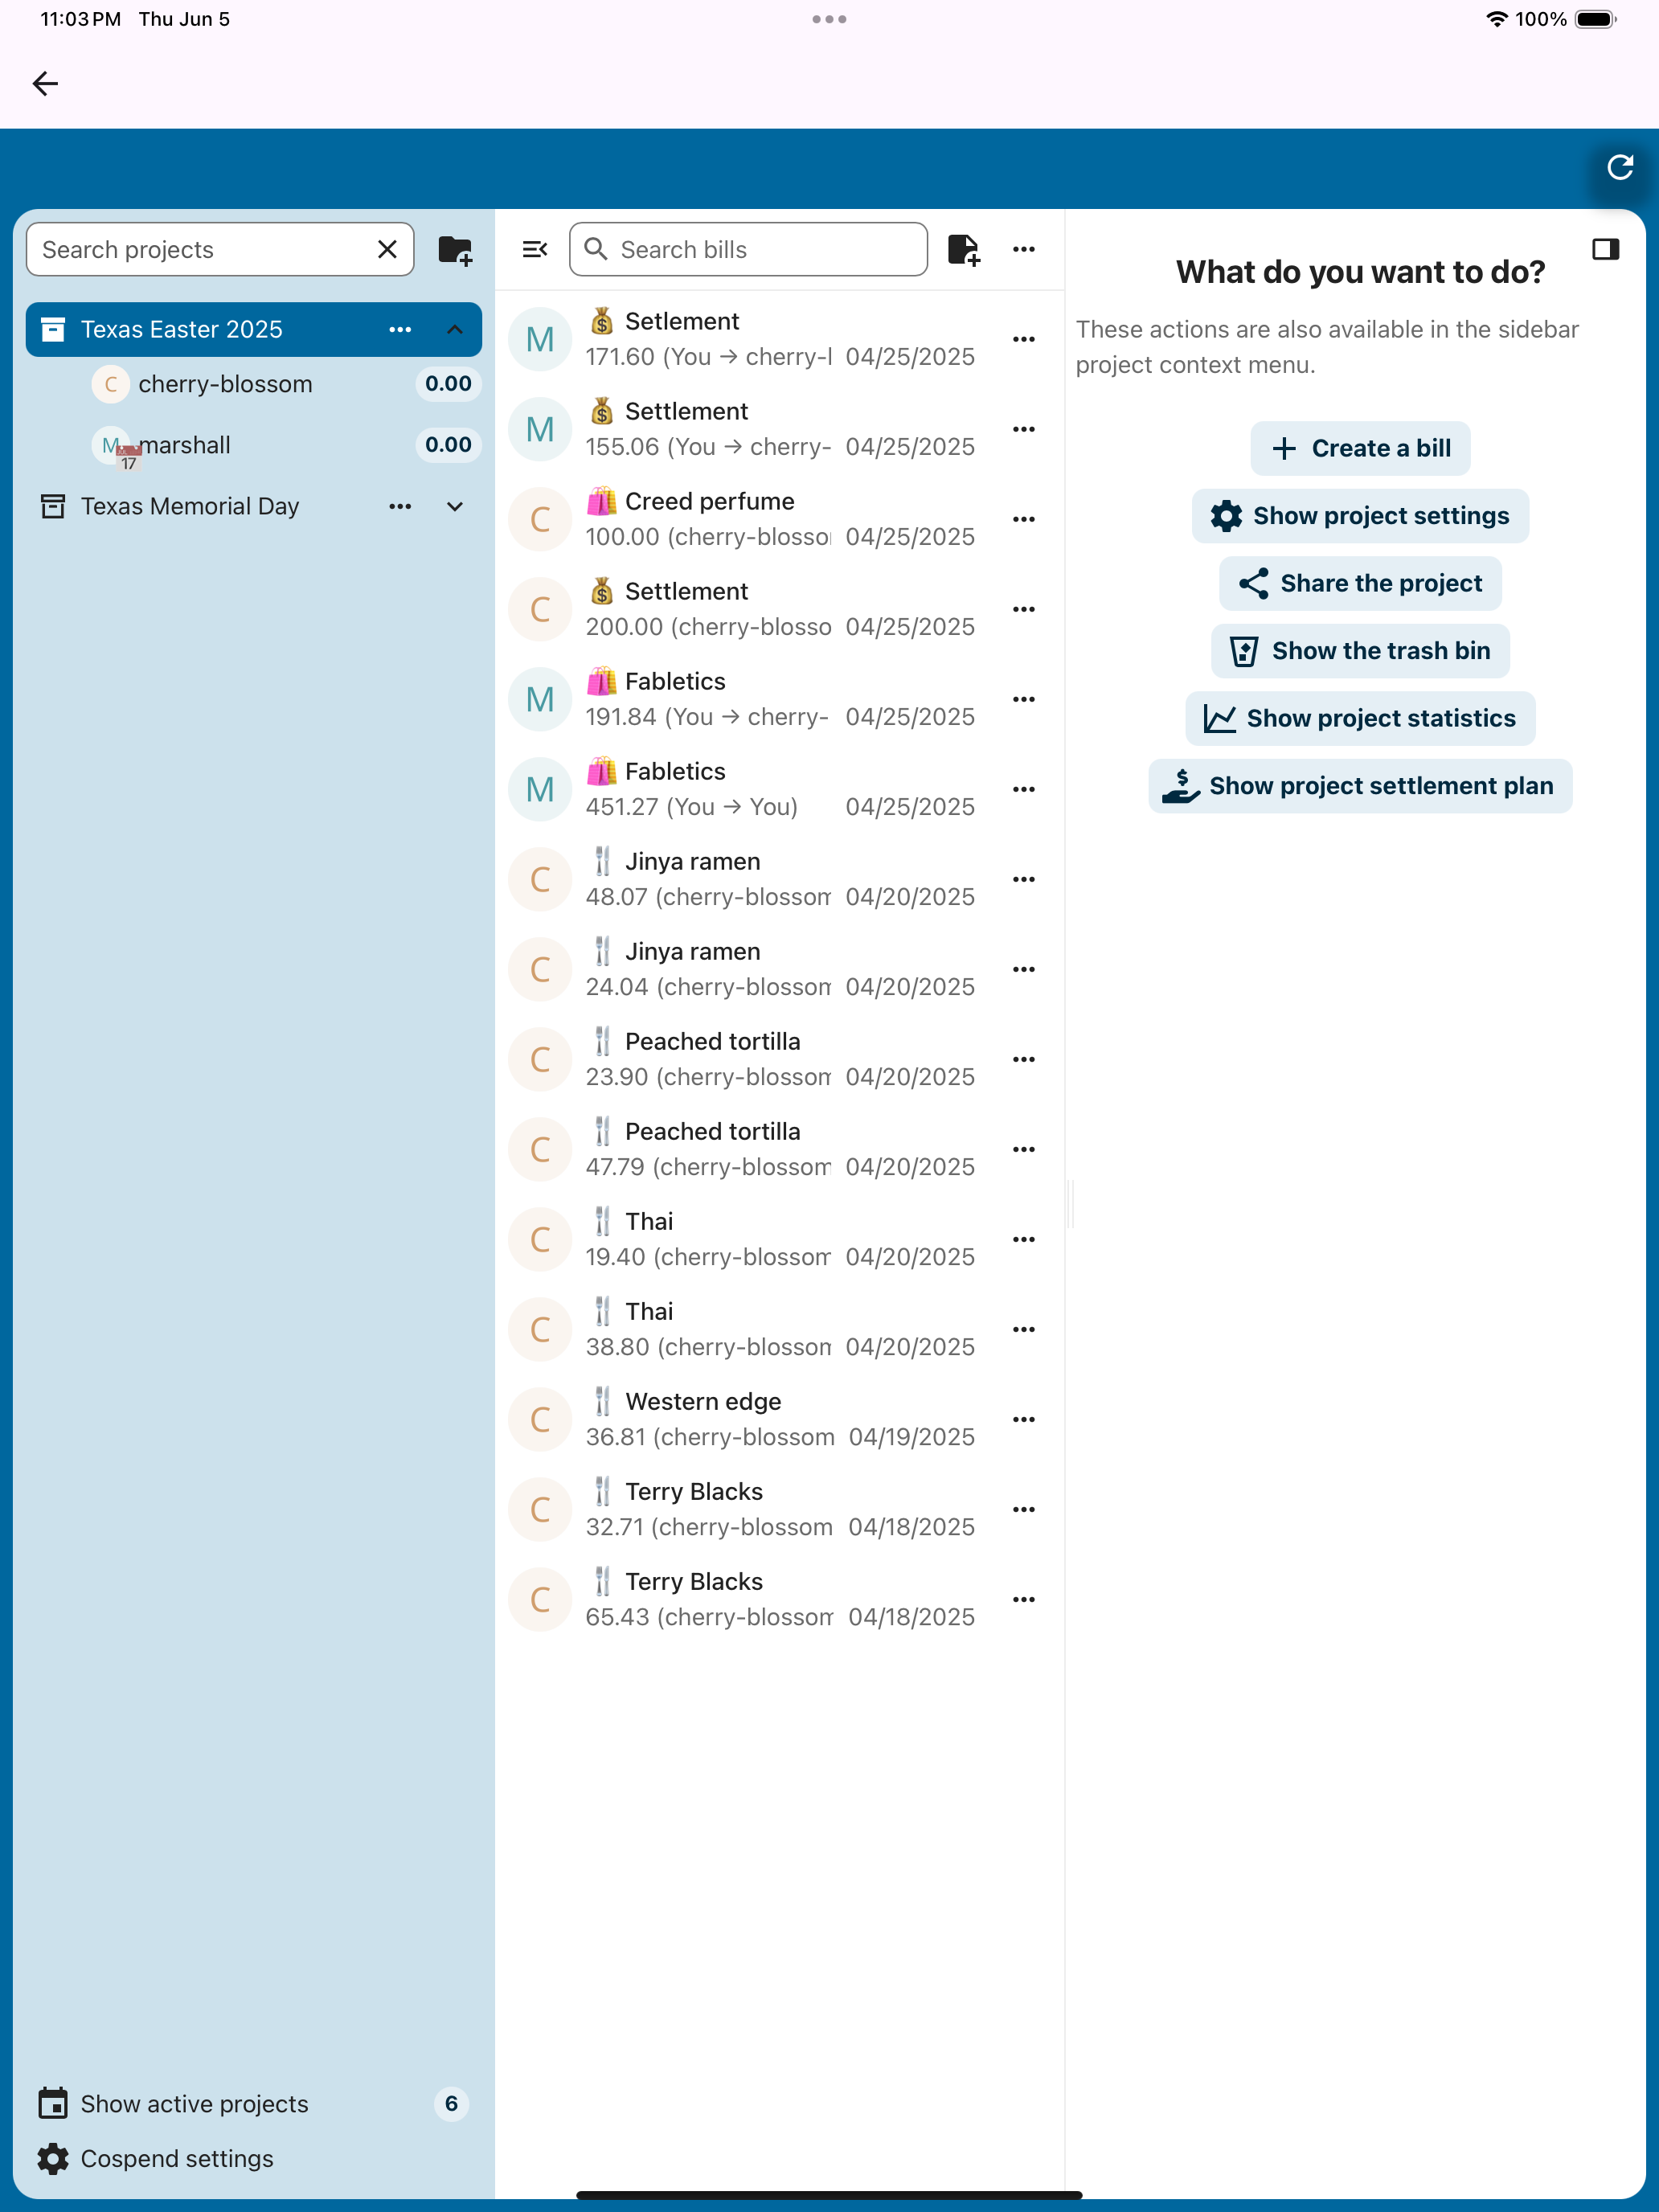 11:03 PM Thu Jun 5
100%
Search projects
Texas Easter 2025
C cherry-blossom 0.00
M marshall 0.00
17
Texas Memorial Day
Show active projects 6
Cospend settings
Search bills
M Setlement
171.60 (You → cherry-l 04/25/2025
M Settlement
155.06 (You → cherry- 04/25/2025
C Creed perfume
100.00 (cherry-blosso 04/25/2025
C Settlement
200.00 (cherry-blosso 04/25/2025
M Fabletics
191.84 (You → cherry- 04/25/2025
M Fabletics
451.27 (You → You) 04/25/2025
C Jinya ramen
48.07 (cherry-blossom 04/20/2025
C Jinya ramen
24.04 (cherry-blossom 04/20/2025
C Peached tortilla
23.90 (cherry-blossom 04/20/2025
C Peached tortilla
47.79 (cherry-blossom 04/20/2025
C Thai
19.40 (cherry-blossom 04/20/2025
C Thai
38.80 (cherry-blossom 04/20/2025
C Western edge
36.81 (cherry-blossom 04/19/2025
C Terry Blacks
32.71 (cherry-blossom 04/18/2025
C Terry Blacks
65.43 (cherry-blossom 04/18/2025
What do you want to do?
These actions are also available in the sidebar
project context menu.
Create a bill
Show project settings
Share the project
Show the trash bin
Show project statistics
Show project settlement plan